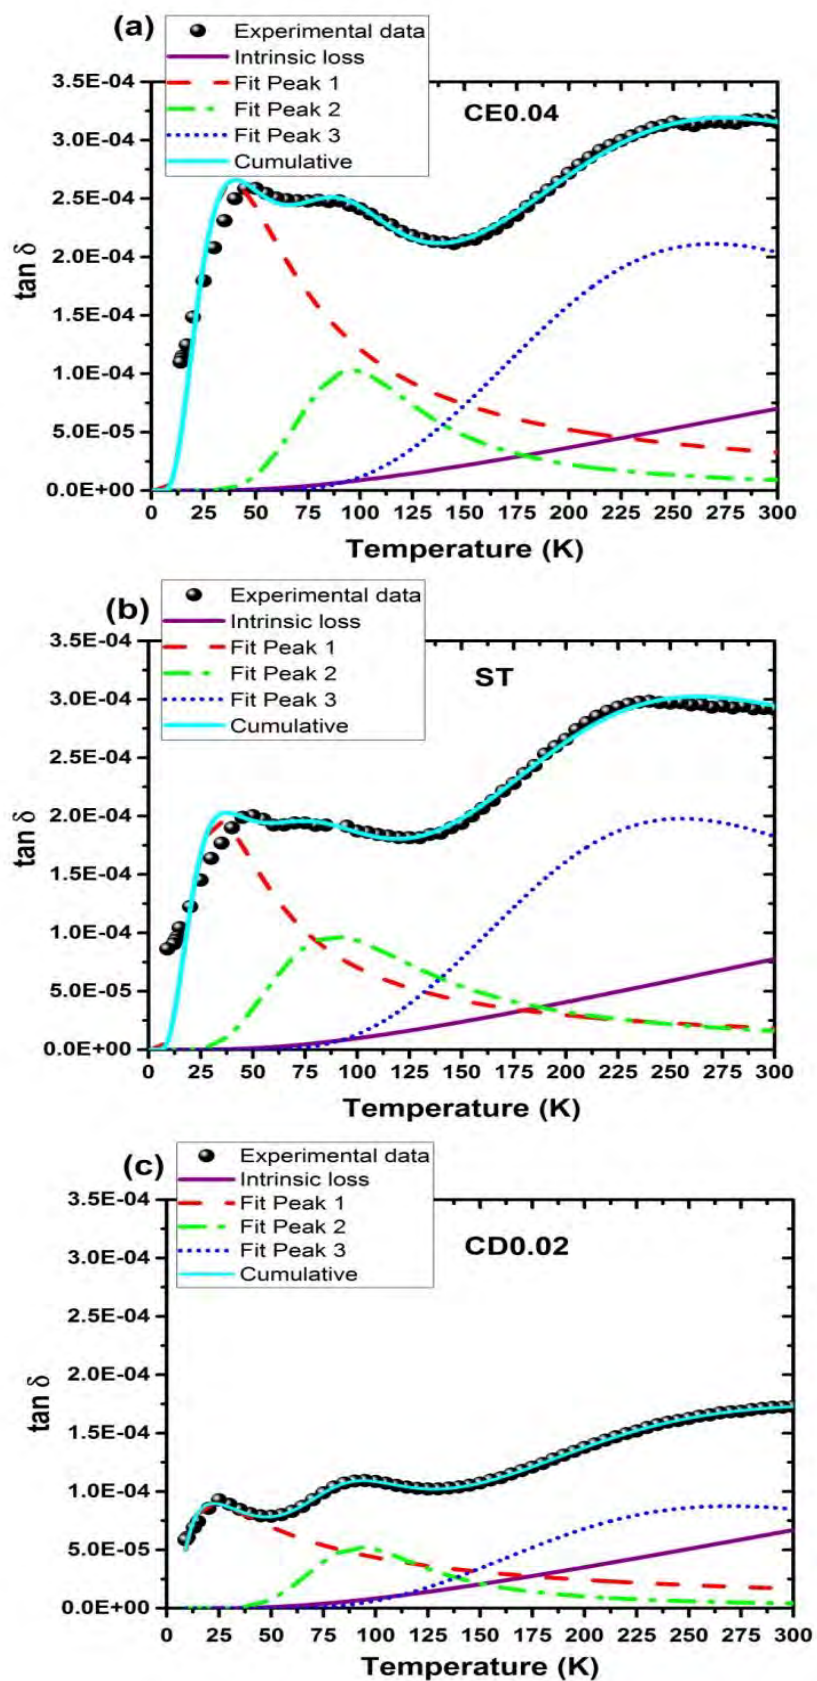 (a)
Experimental data
Intrinsic loss
Fit Peak 1
Fit Peak 2
Fit Peak 3
Cumulative
CE0.04
3.5E-04
3.0E-04
2.5E-04
2.0E-04
1.5E-04
1.0E-04
5.0E-05
0.0E+00
tan δ
0 25 50 75 100 125 150 175 200 225 250 275 300
Temperature (K)
(b)
Experimental data
Intrinsic loss
Fit Peak 1
Fit Peak 2
Fit Peak 3
Cumulative
ST
3.5E-04
3.0E-04
2.5E-04
2.0E-04
1.5E-04
1.0E-04
5.0E-05
0.0E+00
tan δ
0 25 50 75 100 125 150 175 200 225 250 275 300
Temperature (K)
(c)
Experimental data
Intrinsic loss
Fit Peak 1
Fit Peak 2
Fit Peak 3
Cumulative
CD0.02
3.5E-04
3.0E-04
2.5E-04
2.0E-04
1.5E-04
1.0E-04
5.0E-05
0.0E+00
tan δ
0 25 50 75 100 125 150 175 200 225 250 275 300
Temperature (K)